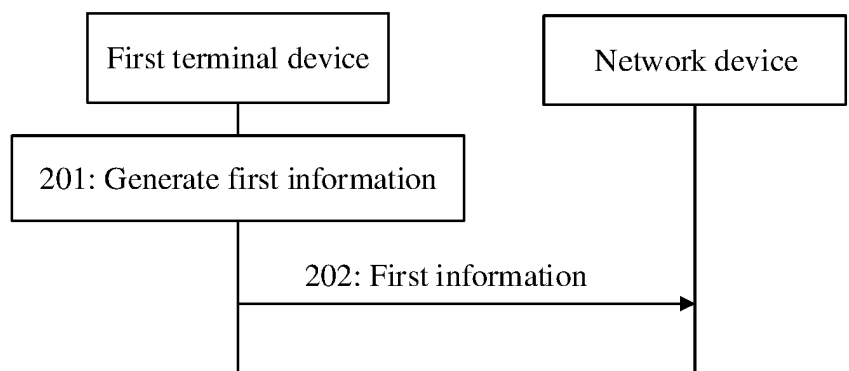 First terminal device
Network device
201: Generate first information
202: First information